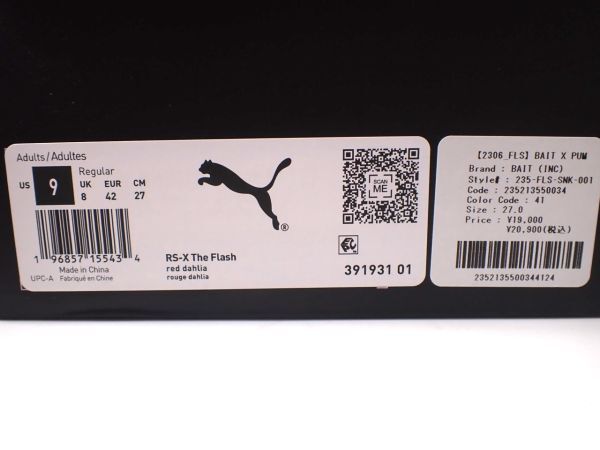 Adults/Adultes
Regular
US 9 UK EUR CM
8 42 27
1 96857 15543 4
UPC-A Made in China
Fabriqué en Chine
®
RS-X The Flash
red dahlia
rouge dahlia
SCAN
ME
391931 01
【2306_FLS】BAIT X PUM
Brand : BAIT (INC)
Style# : 235-FLS-SNK-001
Code : 235213550034
Color Code : 41
Size : 27.0
Price : ¥19,000
¥20,900(税込)
2352135500344124